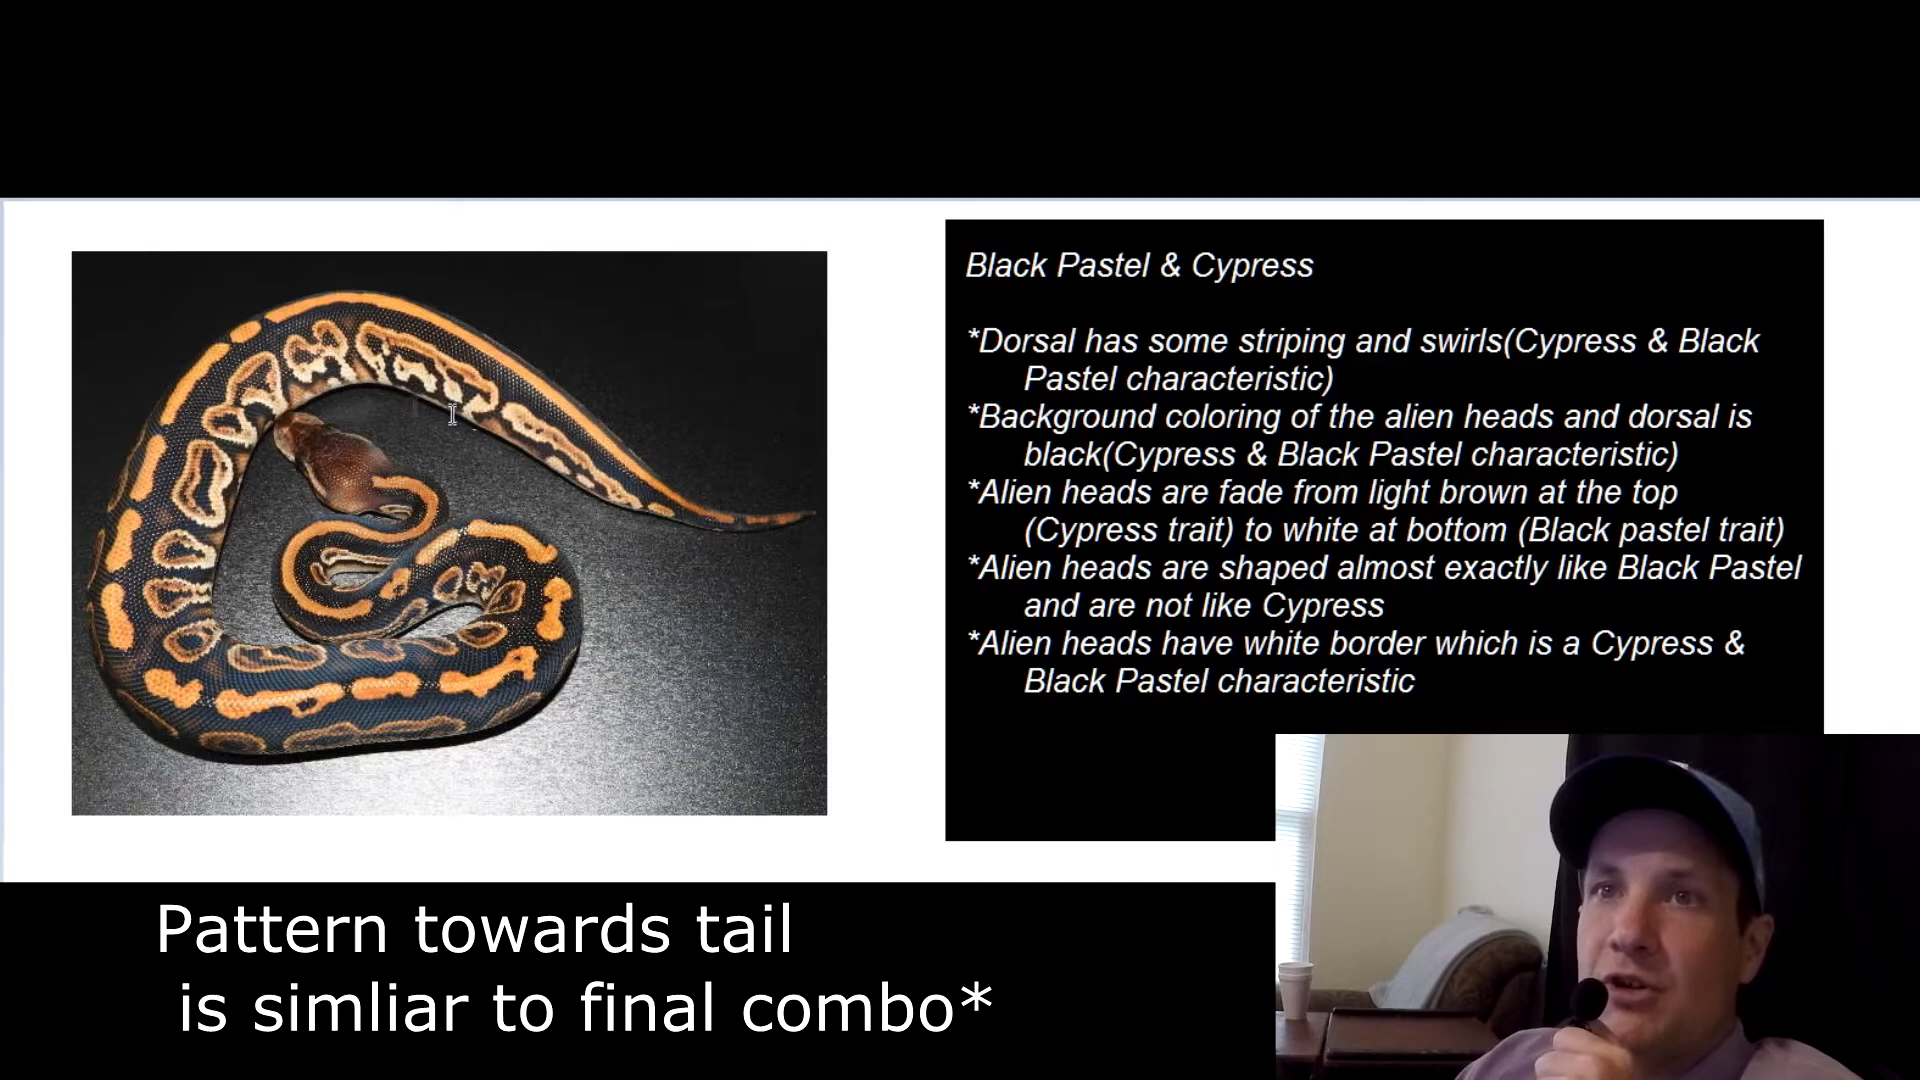 Black Pastel & Cypress
*Dorsal has some striping and swirls(Cypress & Black
Pastel characteristic)
*Background coloring of the alien heads and dorsal is
black(Cypress & Black Pastel characteristic)
*Alien heads are fade from light brown at the top
(Cypress trait) to white at bottom (Black pastel trait)
*Alien heads are shaped almost exactly like Black Pastel
and are not like Cypress
*Alien heads have white border which is a Cypress &
Black Pastel characteristic
Pattern towards tail
is simliar to final combo*